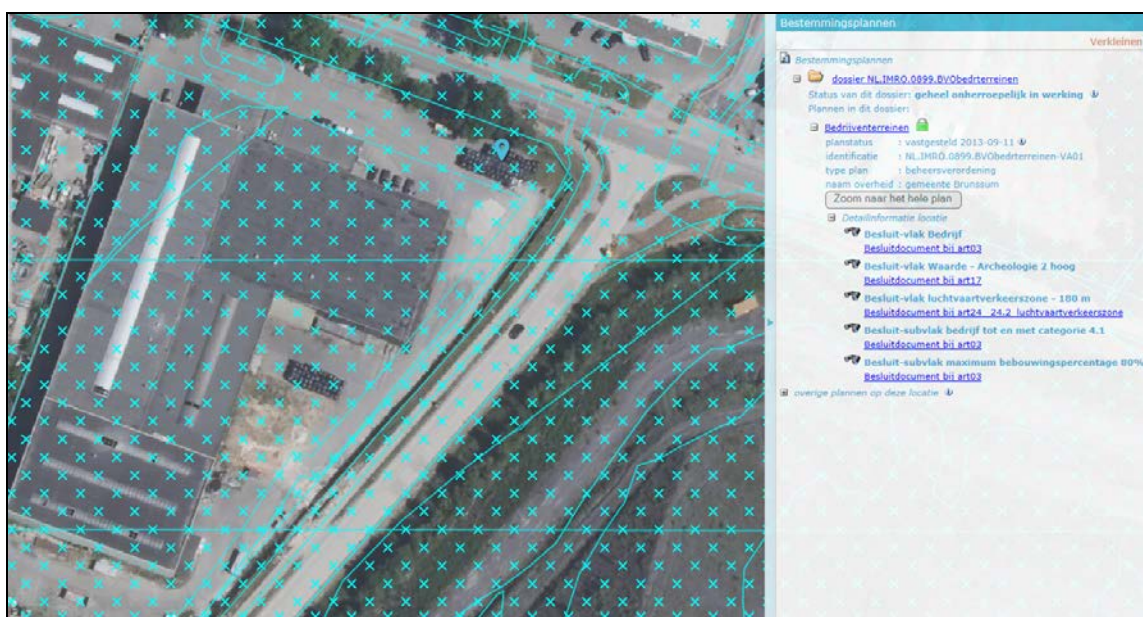 Bestemmingsplannen
Verkleinen
Bestemmingsplannen
dossier NL.IMRO.0899.BVObedrterreinen
Status van dit dossier: geheel onherroepelijk in werking
Plannen in dit dossier:
Bedrijventerreinen
planstatus : vastgesteld 2013-09-11
identificatie : NL.IMRO.0899.BVObedrterreinen-VA01
type plan : beheersverordening
naam overheid : gemeente Brunssum
Zoom naar het hele plan
Detailinformatie locatie
Besluit-vlak Bedrijf
Besluitdocument bij art03
Besluit-vlak Waarde - Archeologie 2 hoog
Besluitdocument bij art17
Besluit-vlak luchtvaartverkeerszone - 180 m
Besluitdocument bij art24_ 24.2_luchtvaartverkeerszone
Besluit-subvlak bedrijf tot en met categorie 4.1
Besluitdocument bij art03
Besluit-subvlak maximum bebouwingspercentage 80%
Besluitdocument bij art03
overige plannen op deze locatie